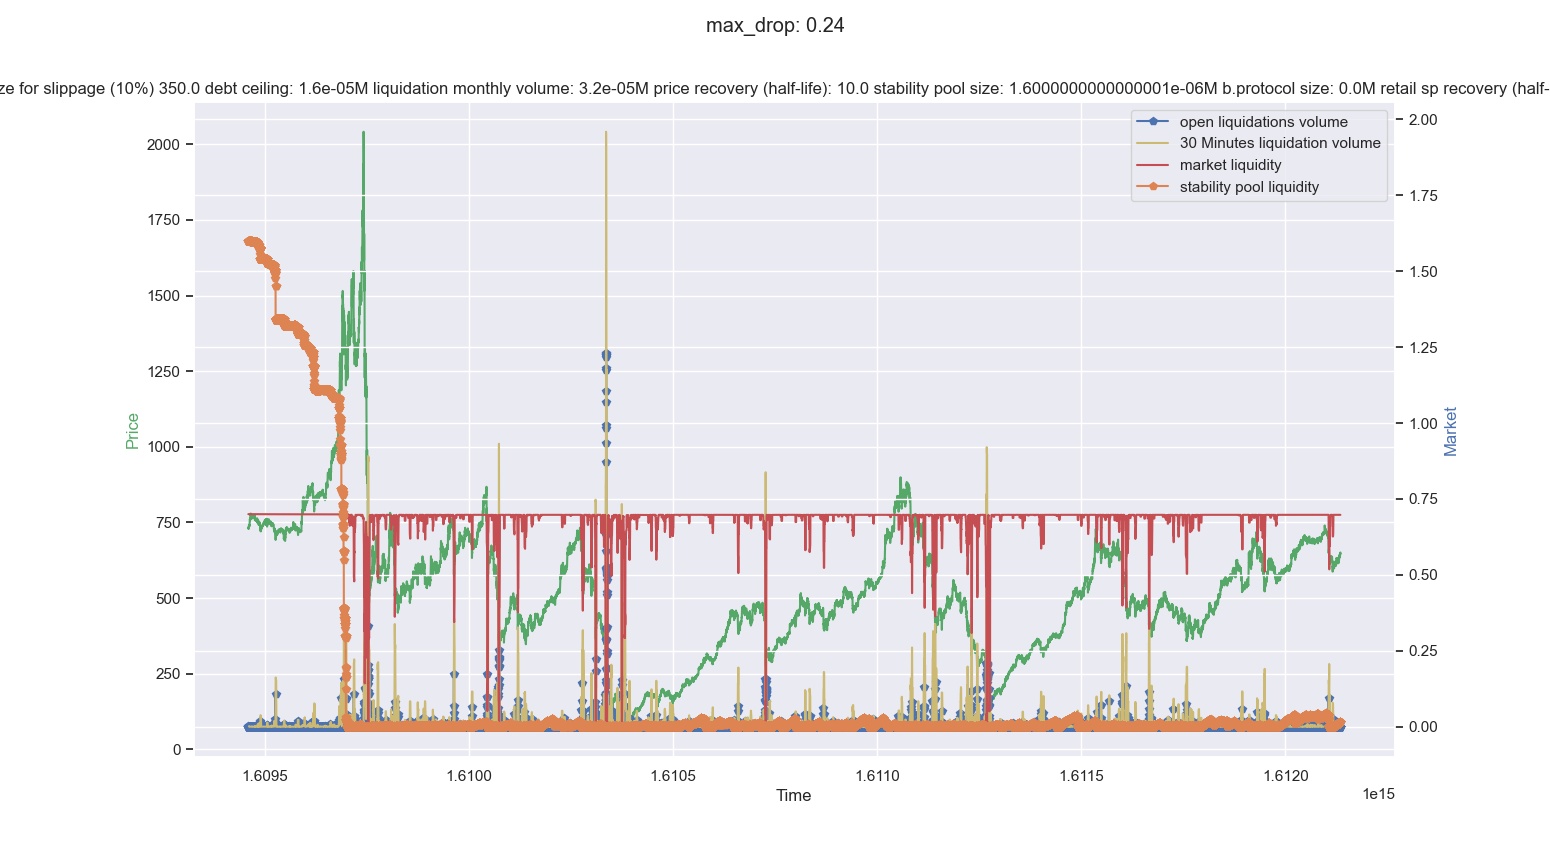 max_drop: 0.24
ze for slippage (10%) 350.0 debt ceiling: 1.6e-05M liquidation monthly volume: 3.2e-05M price recovery (half-life): 10.0 stability pool size: 1.6000000000000001e-06M b.protocol size: 0.0M retail sp recovery (half-
open liquidations volume
30 Minutes liquidation volume
market liquidity
stability pool liquidity
2000
1750
1500
1250
1000
750
500
250
0
Price
2.00
1.75
1.50
1.25
1.00
0.75
0.50
0.25
0.00
Market
1.6095 1.6100 1.6105 1.6110 1.6115 1.6120
Time
1e15